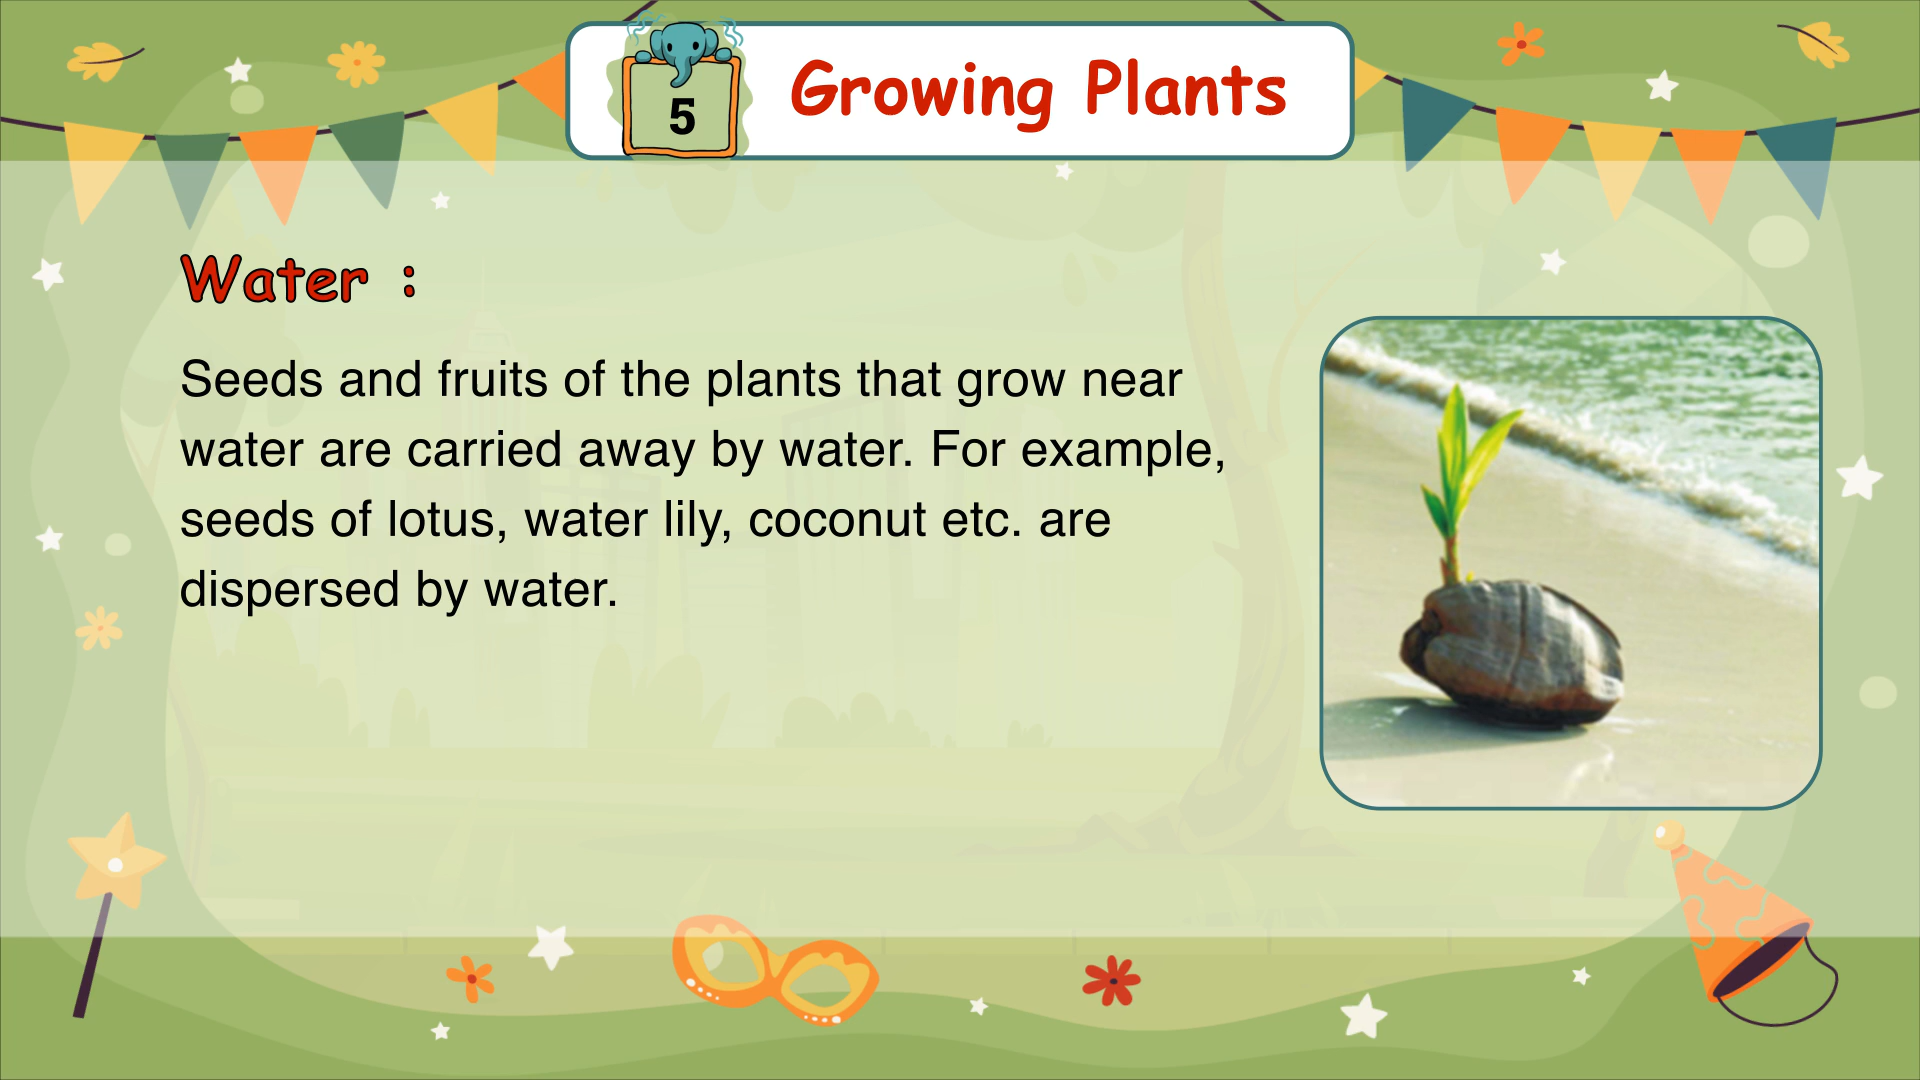 5
Growing Plants
Water :
Seeds and fruits of the plants that grow near
water are carried away by water. For example,
seeds of lotus, water lily, coconut etc. are
dispersed by water.